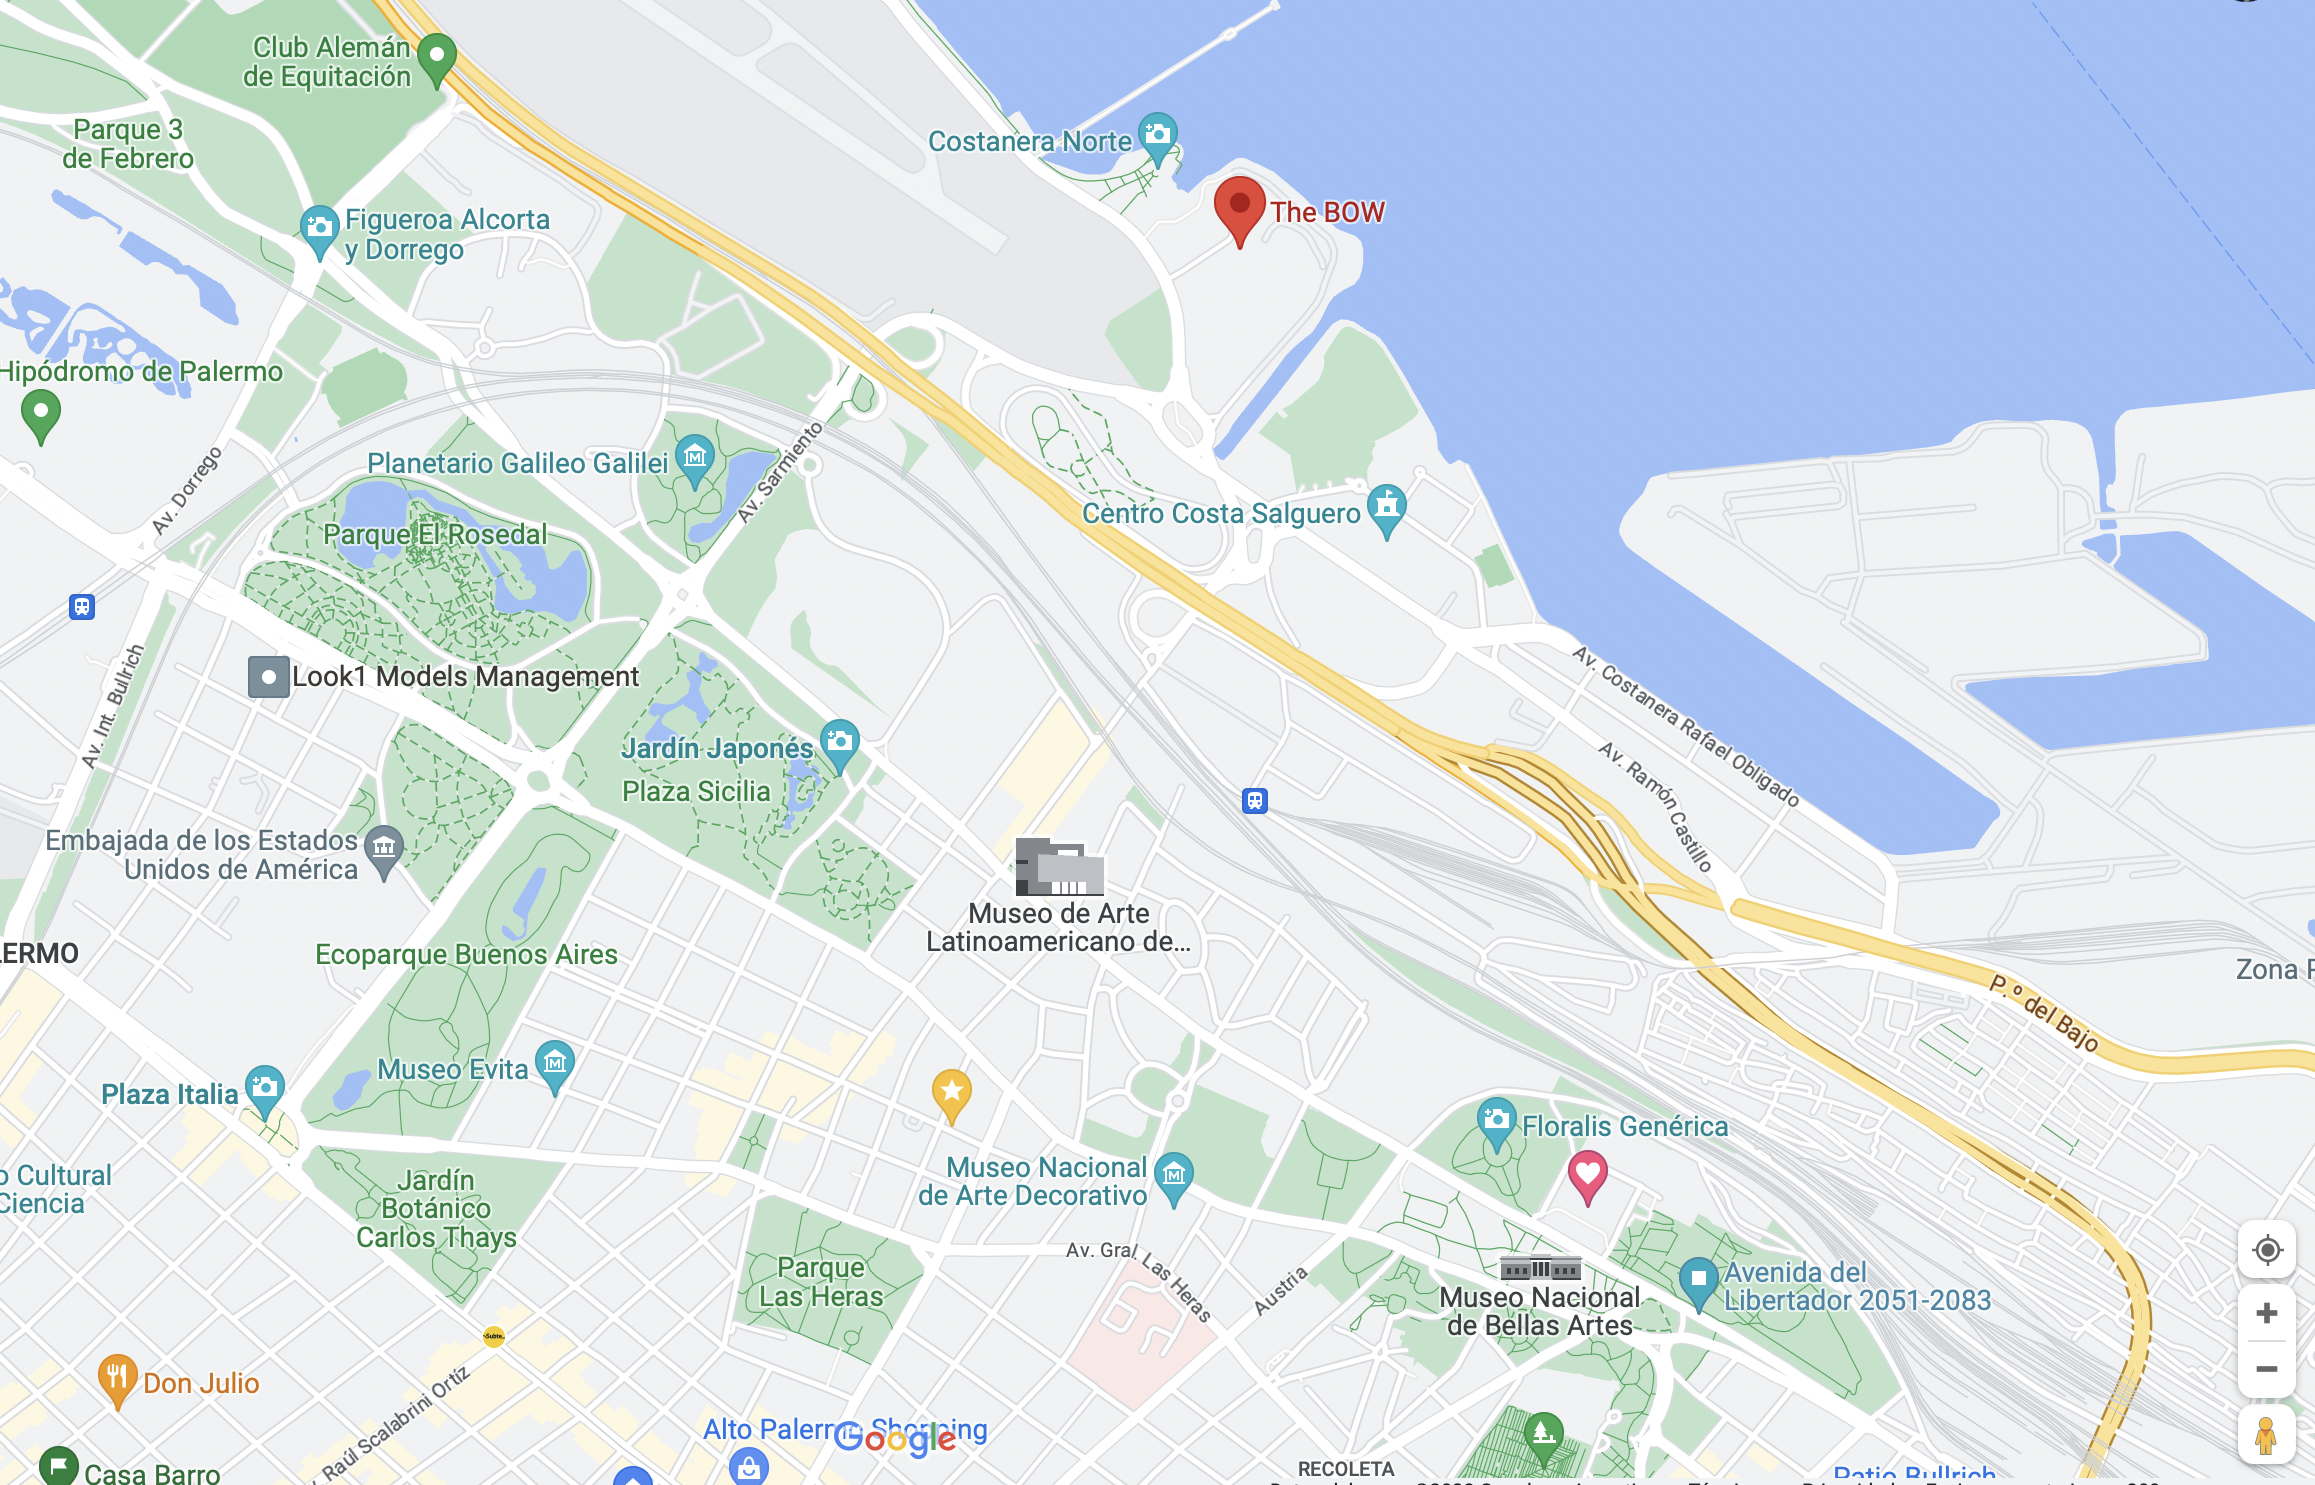 Club Alemán
de Equitación
Parque 3
de Febrero
Costanera Norte
The BOW
Figueroa Alcorta
y Dorrego
Hipódromo de Palermo
Av. Dorrego
Planetario Galileo Galilei
Av. Sarmiento
Parque El Rosedal
Centro Costa Salguero
Av. Int. Bullrich
Look1 Models Management
Jardín Japonés
Plaza Sicilia
Av. Costanera Rafael Obligado
Av. Ramón Castillo
Embajada de los Estados
Unidos de América
Museo de Arte
Latinoamericano de...
LERMO
Ecoparque Buenos Aires
Zona
P.º del Bajo
Museo Evita
Plaza Italia
Floralis Genérica
Museo Nacional
de Arte Decorativo
o Cultural
Ciencia
Jardín
Botánico
Carlos Thays
Av. Gral. Las Heras
Austria
Parque
Las Heras
Museo Nacional
de Bellas Artes
Avenida del
Libertador 2051-2083
Subte
Don Julio
Raúl Scalabrini Ortíz
Alto Palermo Shopping
Google
Casa Barro
RECOLETA
Patio Bullrich